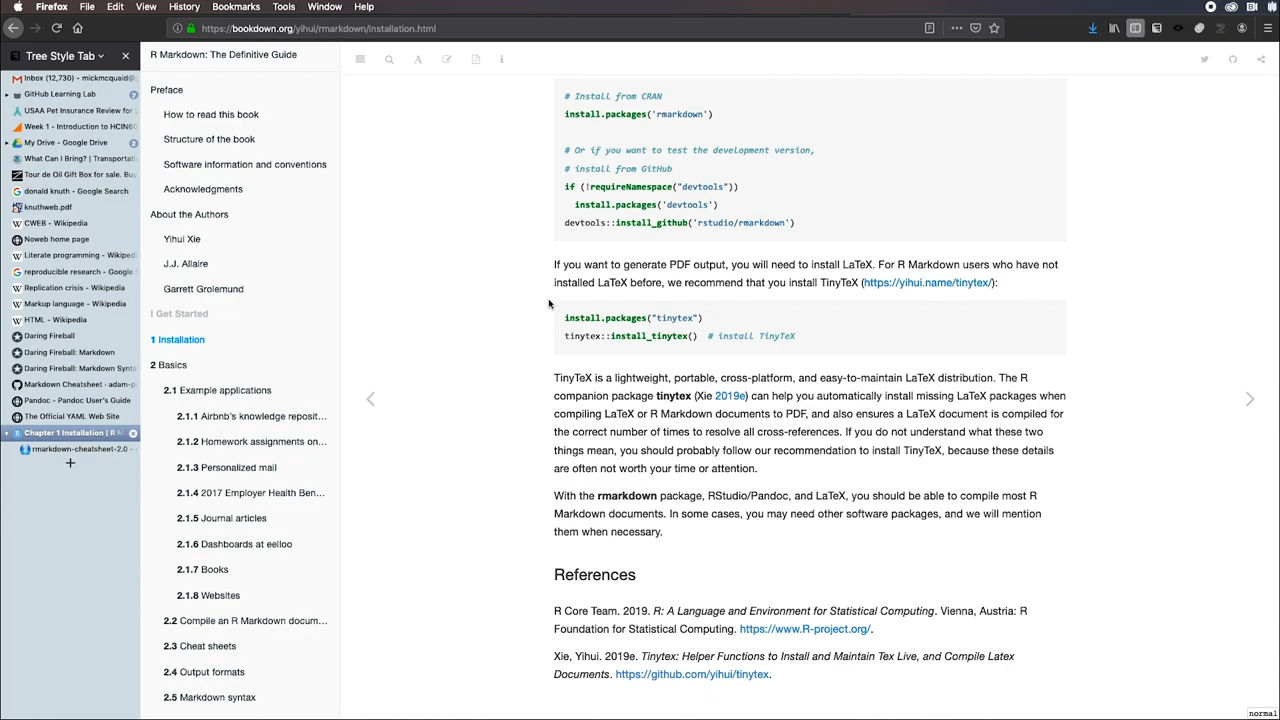 Firefox File Edit View History Bookmarks Tools Window Help
https://bookdown.org/yihui/rmarkdown/installation.html
Tree Style Tab
Inbox (12,730) – mickmcquaid@
GitHub Learning Lab
USAA Pet Insurance Review for
Week 1 - Introduction to HCIN60
My Drive – Google Drive
What Can I Bring? | Transportati
Tour de Oil Gift Box for sale. Buy
donald knuth – Google Search
knuthweb.pdf
CWEB – Wikipedia
Noweb home page
Literate programming – Wikiped
reproducible research – Google
Replication crisis – Wikipedia
Markup language – Wikipedia
HTML – Wikipedia
Daring Fireball
Daring Fireball: Markdown
Daring Fireball: Markdown Synta
Markdown Cheatsheet · adam-p
Pandoc – Pandoc User's Guide
The Official YAML Web Site
Chapter 1 Installation | R M
rmarkdown-cheatsheet-2.0 –
R Markdown: The Definitive Guide
Preface
How to read this book
Structure of the book
Software information and conventions
Acknowledgments
About the Authors
Yihui Xie
J.J. Allaire
Garrett Grolemund
I Get Started
1 Installation
2 Basics
2.1 Example applications
2.1.1 Airbnb's knowledge reposit...
2.1.2 Homework assignments on...
2.1.3 Personalized mail
2.1.4 2017 Employer Health Ben...
2.1.5 Journal articles
2.1.6 Dashboards at eelloo
2.1.7 Books
2.1.8 Websites
2.2 Compile an R Markdown docum...
2.3 Cheat sheets
2.4 Output formats
2.5 Markdown syntax
# Install from CRAN
install.packages('rmarkdown')
# Or if you want to test the development version,
# install from GitHub
if (!requireNamespace("devtools"))
install.packages('devtools')
devtools::install_github('rstudio/rmarkdown')
If you want to generate PDF output, you will need to install LaTeX. For R Markdown users who have not
installed LaTeX before, we recommend that you install TinyTeX (https://yihui.name/tinytex/):
install.packages("tinytex")
tinytex::install_tinytex() # install TinyTeX
TinyTeX is a lightweight, portable, cross-platform, and easy-to-maintain LaTeX distribution. The R
companion package tinytex (Xie 2019e) can help you automatically install missing LaTeX packages when
compiling LaTeX or R Markdown documents to PDF, and also ensures a LaTeX document is compiled for
the correct number of times to resolve all cross-references. If you do not understand what these two
things mean, you should probably follow our recommendation to install TinyTeX, because these details
are often not worth your time or attention.
With the rmarkdown package, RStudio/Pandoc, and LaTeX, you should be able to compile most R
Markdown documents. In some cases, you may need other software packages, and we will mention
them when necessary.
References
R Core Team. 2019. R: A Language and Environment for Statistical Computing. Vienna, Austria: R
Foundation for Statistical Computing. https://www.R-project.org/.
Xie, Yihui. 2019e. Tinytex: Helper Functions to Install and Maintain Tex Live, and Compile Latex
Documents. https://github.com/yihui/tinytex.
normal